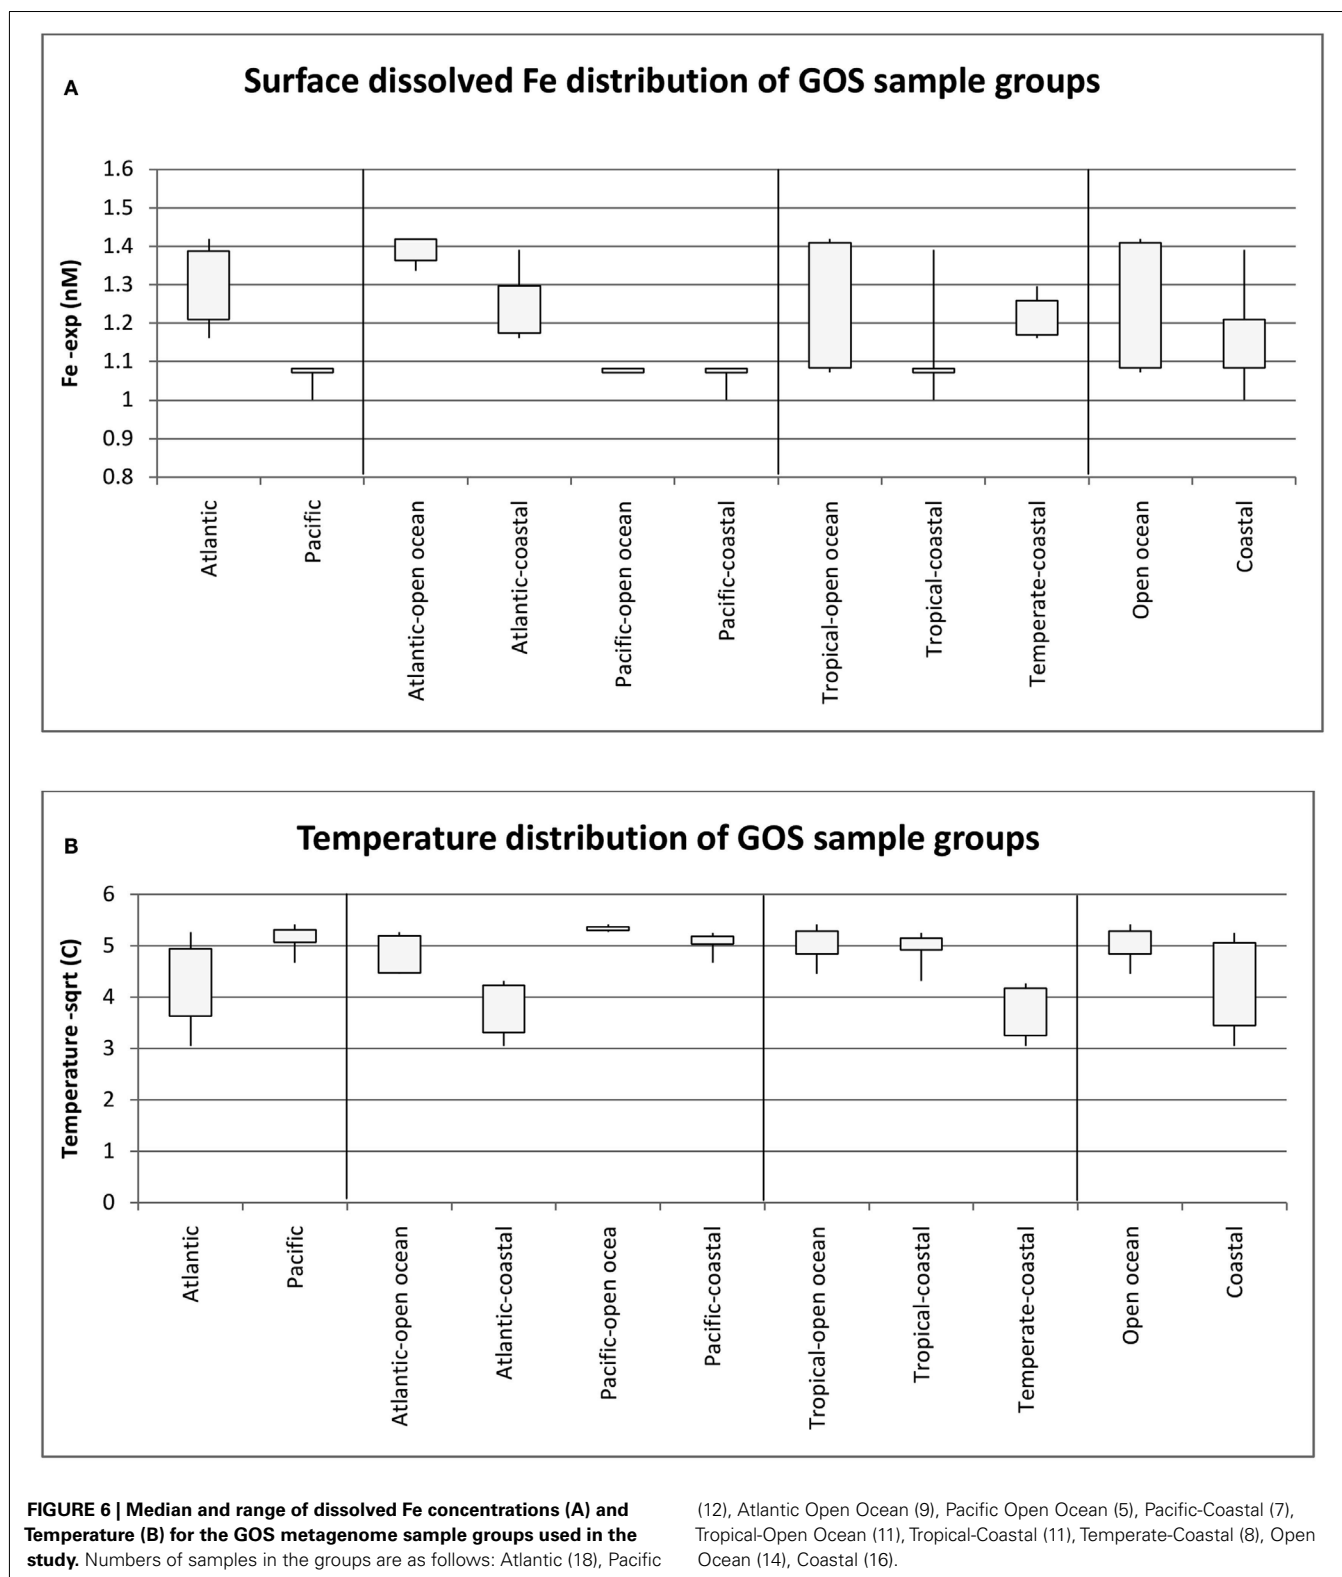 A
Surface dissolved Fe distribution of GOS sample groups
Fe -exp (nM)
1.6
1.5
1.4
1.3
1.2
1.1
1
0.9
0.8
Atlantic
Pacific
Atlantic-open ocean
Atlantic-coastal
Pacific-open ocean
Pacific-coastal
Tropical-open ocean
Tropical-coastal
Temperate-coastal
Open ocean
Coastal
B
Temperature distribution of GOS sample groups
Temperature -sqrt (C)
6
5
4
3
2
1
0
Atlantic
Pacific
Atlantic-open ocean
Atlantic-coastal
Pacific-open ocea
Pacific-coastal
Tropical-open ocean
Tropical-coastal
Temperate-coastal
Open ocean
Coastal
FIGURE 6 | Median and range of dissolved Fe concentrations (A) and
Temperature (B) for the GOS metagenome sample groups used in the
study. Numbers of samples in the groups are as follows: Atlantic (18), Pacific
(12), Atlantic Open Ocean (9), Pacific Open Ocean (5), Pacific-Coastal (7),
Tropical-Open Ocean (11), Tropical-Coastal (11), Temperate-Coastal (8), Open
Ocean (14), Coastal (16).